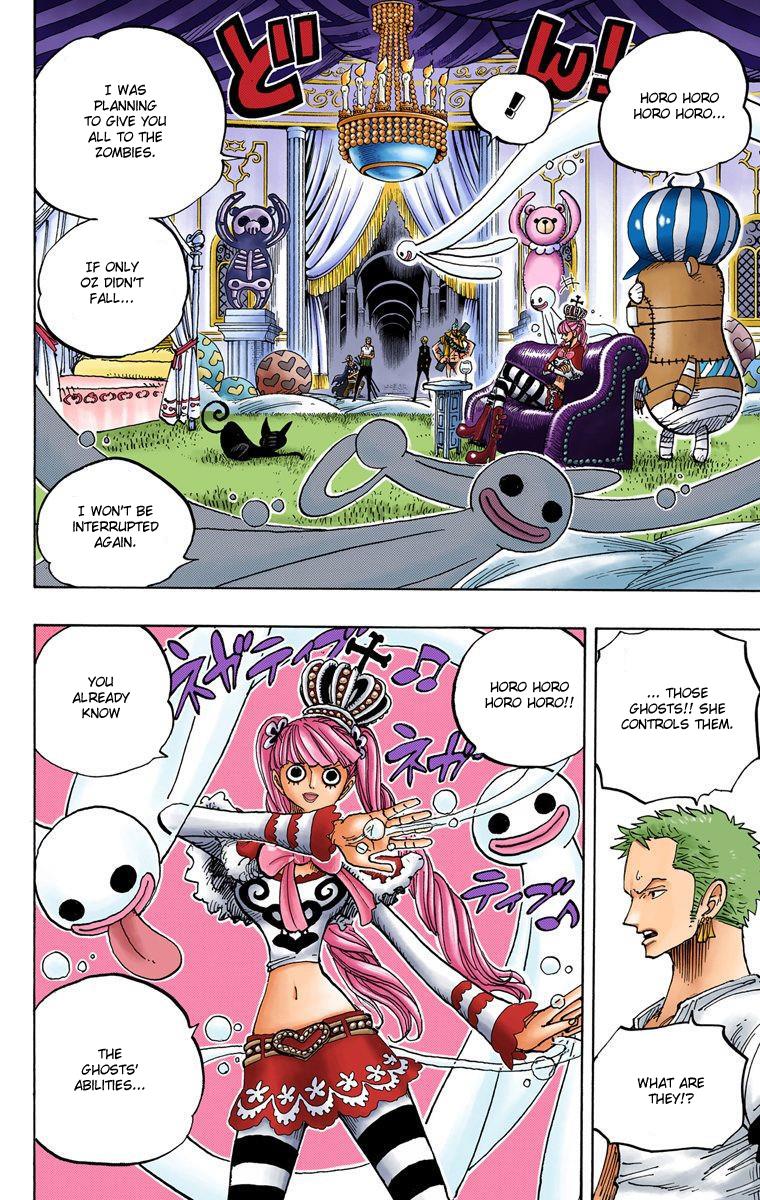 どん!
HORO HORO
HORO HORO...
!
I WAS
PLANNING
TO GIVE YOU
ALL TO THE
ZOMBIES.
IF ONLY
OZ DIDN'T
FALL...
I WON'T BE
INTERRUPTED
AGAIN.
ネガティブ♫
HORO HORO
HORO HORO!!
YOU
ALREADY
KNOW
ネガ
ティブ♪
THE
GHOSTS'
ABILITIES...
... THOSE
GHOSTS!! SHE
CONTROLS THEM.
WHAT ARE
THEY!?